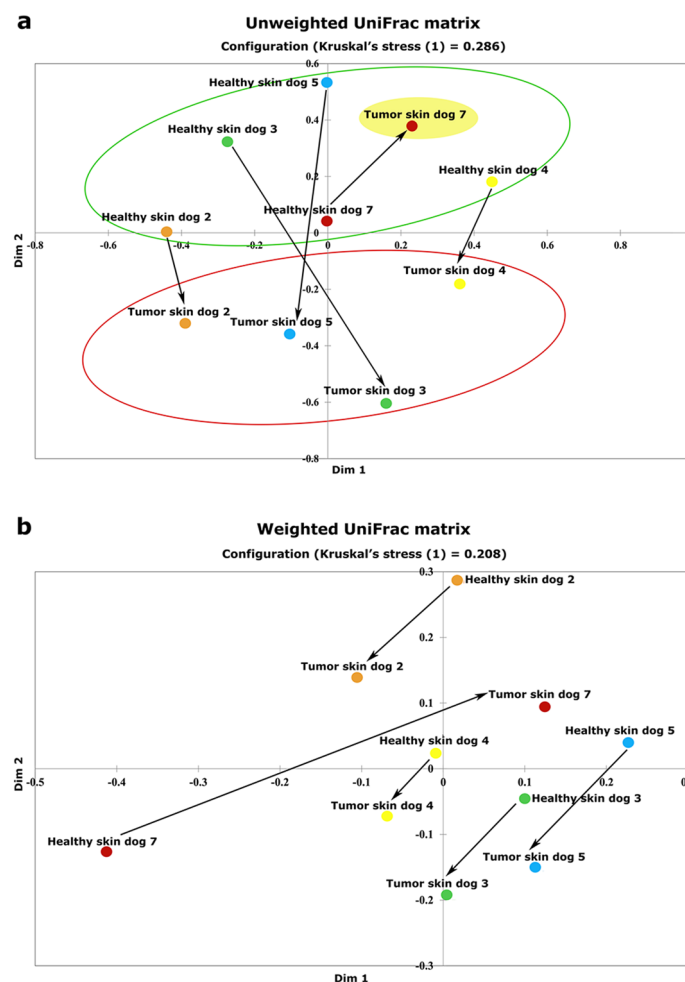 a
Unweighted UniFrac matrix
Configuration (Kruskal's stress (1) = 0.286)
0.6
Healthy skin dog 5
Tumor skin dog 7
Healthy skin dog 3
0.4
Healthy skin dog 4
0.2
Healthy skin dog 7
Healthy skin dog 2
-0.8
-0.6
-0.4
-0.2
0
0.2
0.4
0.6
0.8
Dim 2
Tumor skin dog 4
-0.2
Tumor skin dog 2
Tumor skin dog 5
-0.4
Tumor skin dog 3
-0.6
-0.8
Dim 1
b
Weighted UniFrac matrix
Configuration (Kruskal's stress (1) = 0.208)
0.3
Healthy skin dog 2
0.2
Tumor skin dog 2
Tumor skin dog 7
0.1
Healthy skin dog 5
Healthy skin dog 4
-0.5
-0.4
-0.3
-0.2
-0.1
0
0.1
0.2
Dim 2
Healthy skin dog 3
Tumor skin dog 4
-0.1
Healthy skin dog 7
Tumor skin dog 5
Tumor skin dog 3
-0.2
-0.3
Dim 1